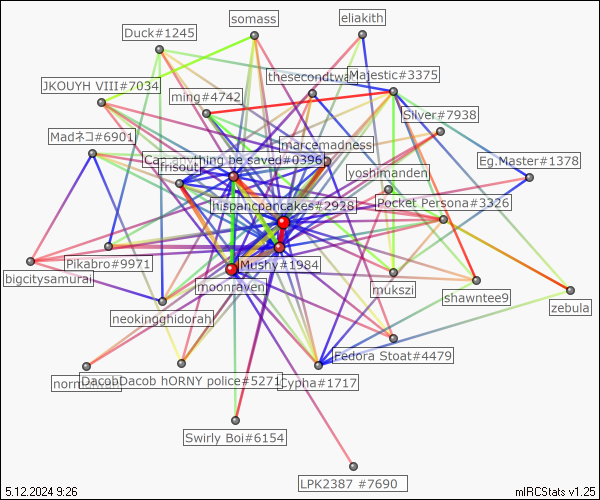 somass
eliakith
Duck#1245
thesecondtwa
Majestic#3375
JKOUYH VIII#7034
ming#4742
Silver#7938
Madネコ#6901
marcemadness
Can anything be saved#0396
Eg.Master#1378
frisout
yoshimanden
hispancpancakes#2928
Pocket Persona#3326
Pikabro#9971
Mushy#1984
bigcitysamurai
moonraven
mukszi
shawntee9
zebula
neokingghidorah
Fedora Stoat#4479
DacobDacob hORNY police#5271
Cypha#1717
Swirly Boi#6154
LPK2387 #7690
5.12.2024 9:26
mIRCStats v1.25